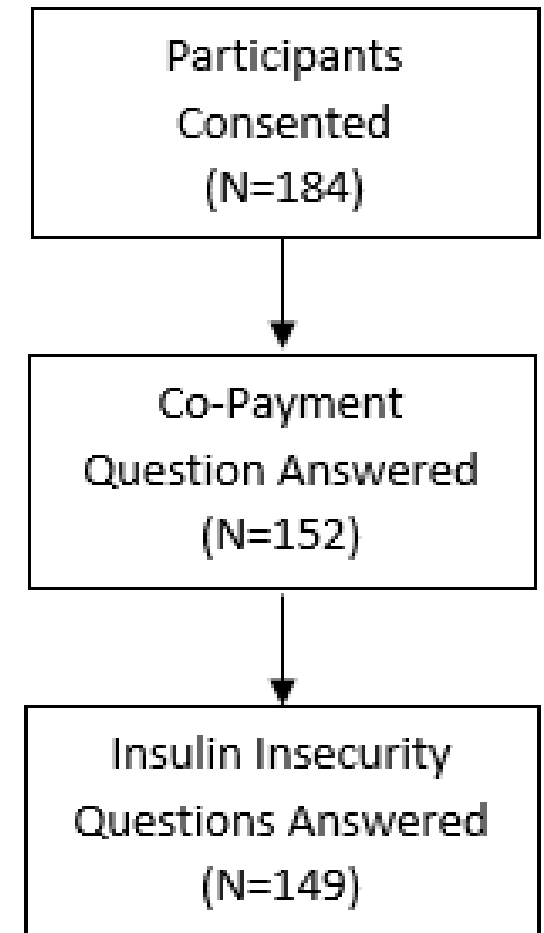 Participants
Consented
(N=184)
Co-Payment
Question Answered
(N=152)
Insulin Insecurity
Questions Answered
(N=149)